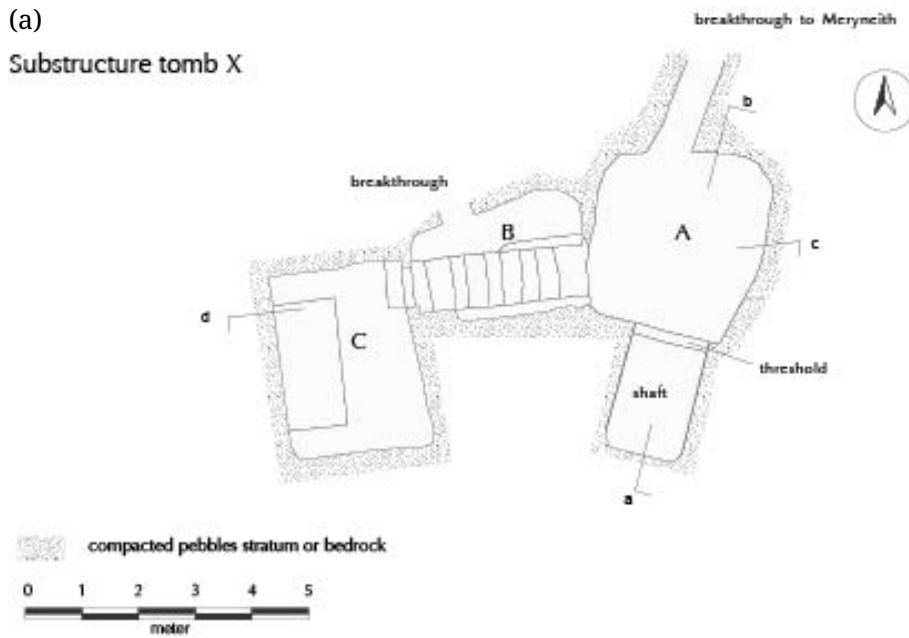 (a)
breakthrough to Meryneith
Substructure tomb X
b
breakthrough
B
A
c
d
C
threshold
shaft
a
compacted pebbles stratum or bedrock
0 1 2 3 4 5
meter